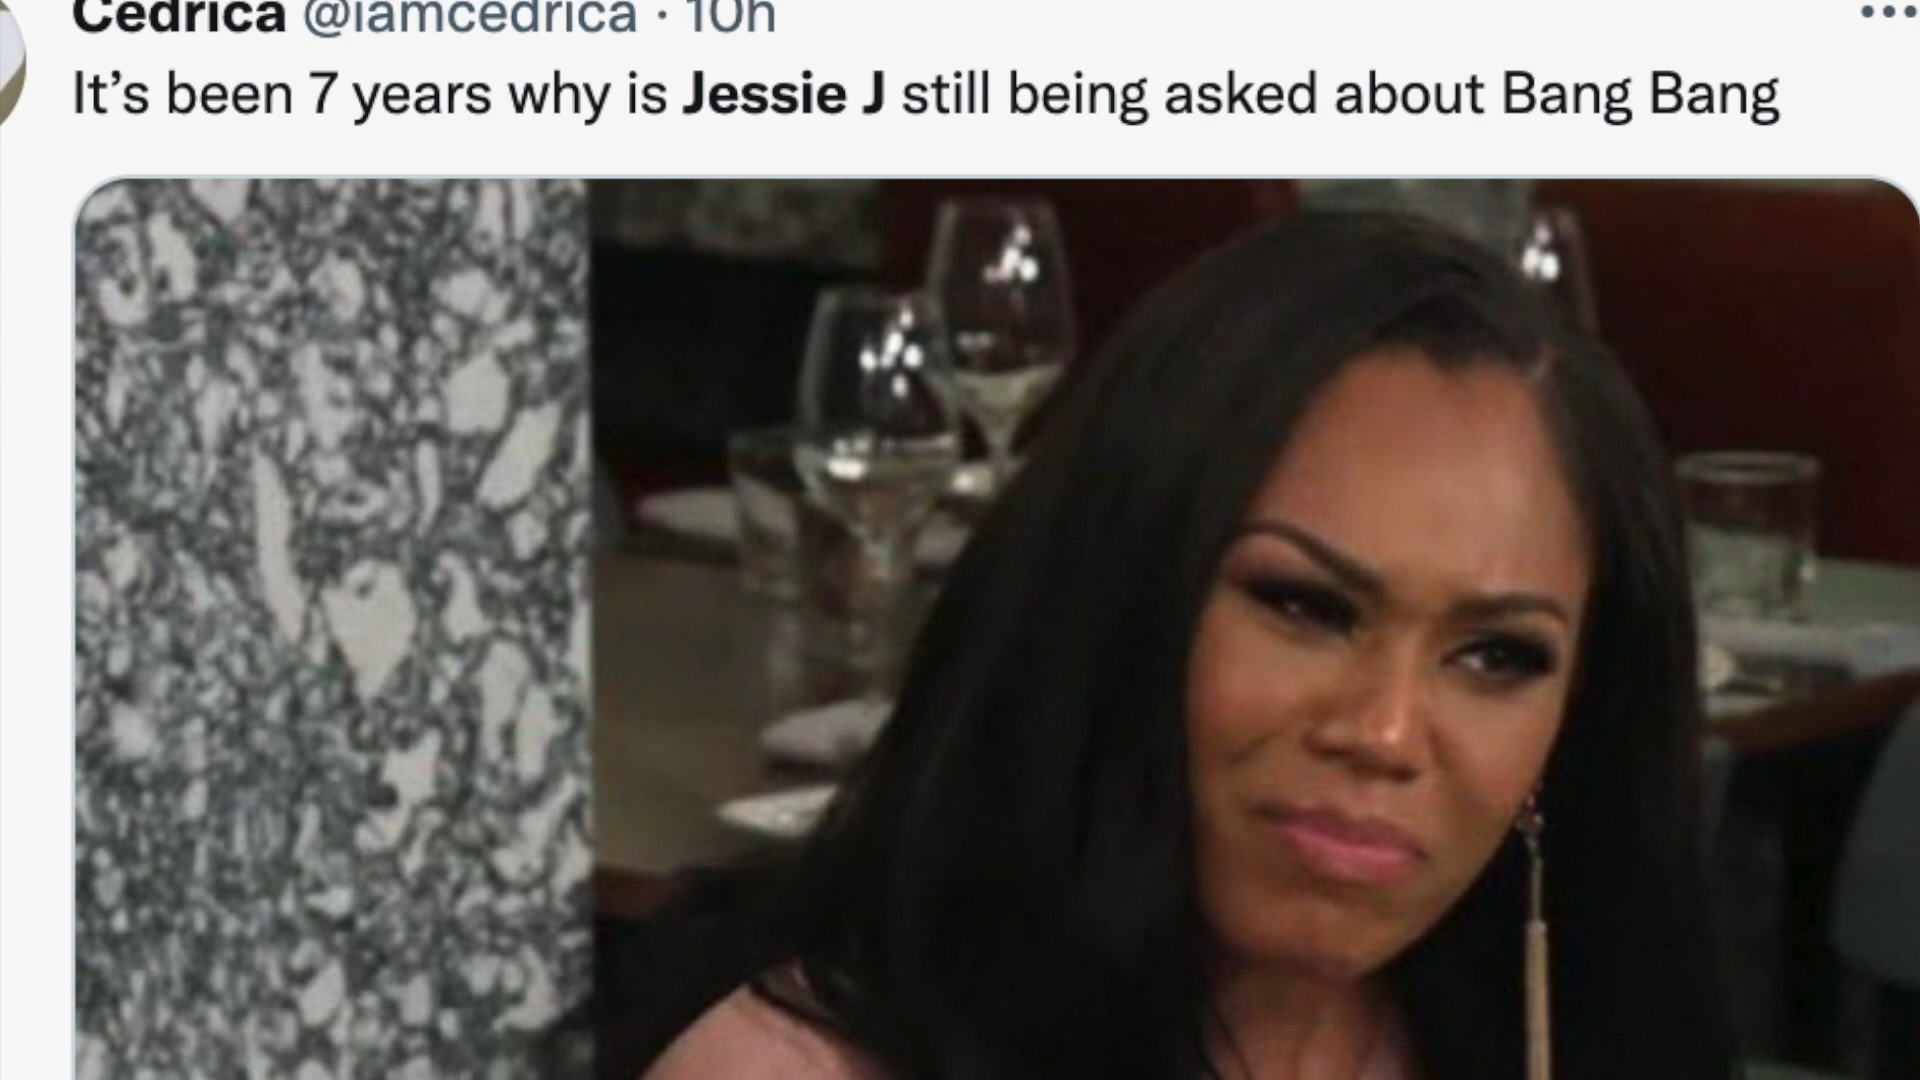 Cedrica @iamcedrica · 10h
It’s been 7 years why is Jessie J still being asked about Bang Bang